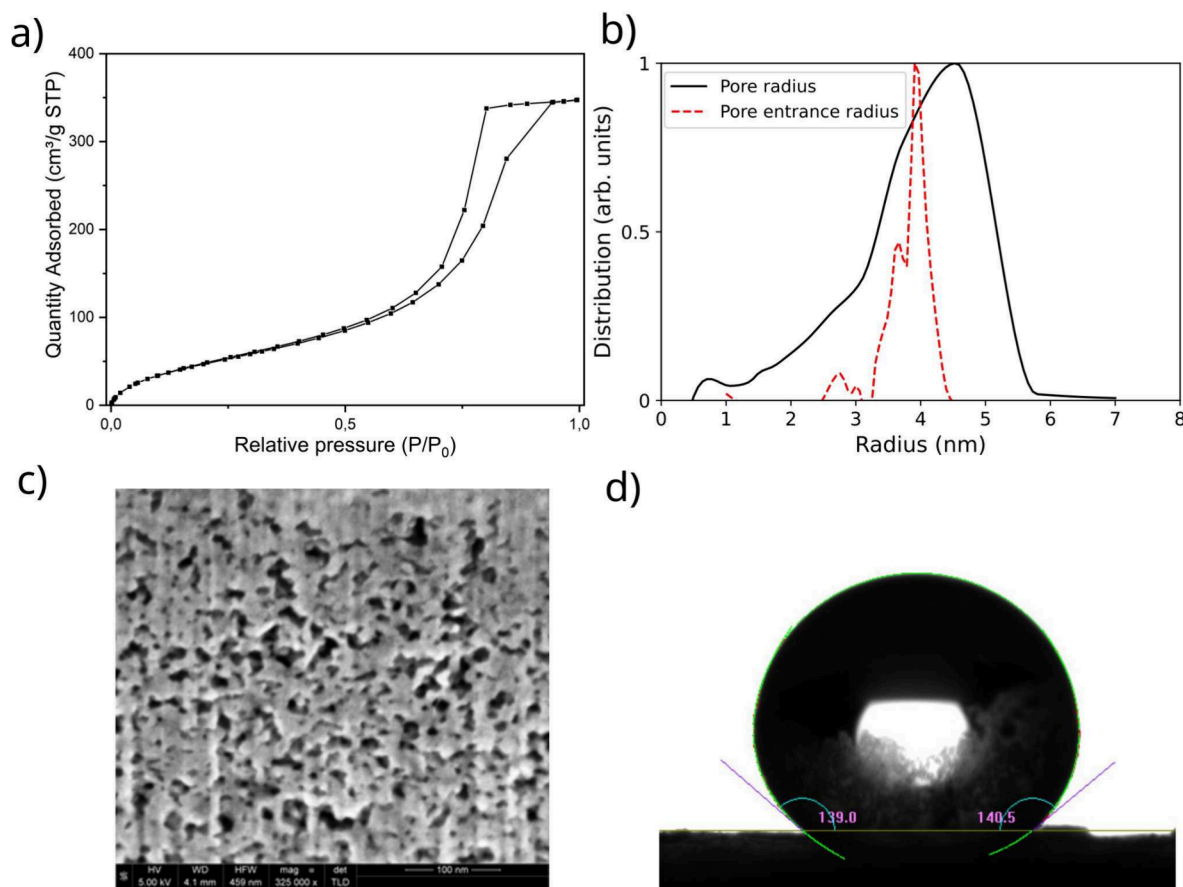 a)
400
300
200
100
0
Quantity Adsorbed (cm³/g STP)
0,0
0,5
1,0
Relative pressure (P/P₀)
b)
Pore radius
Pore entrance radius
1
0.5
0
Distribution (arb. units)
0 1 2 3 4 5 6 7 8
Radius (nm)
c)
HV WD HFW mag = det
5.00 kV 4.1 mm 459 nm 325 000 x TLD
100 nm
d)
139.0
140.5